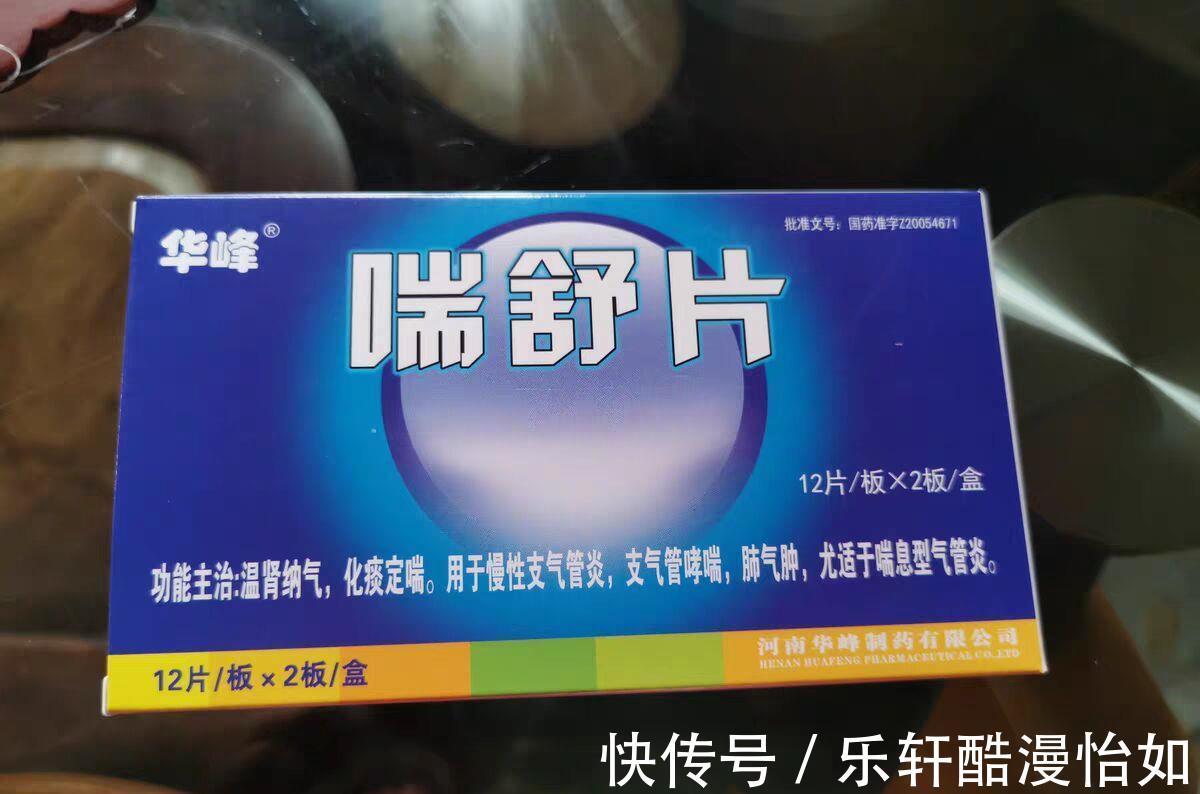 华峰®
批准文号：国药准字Z20054671
喘舒片
12片/板×2板/盒
功能主治:温肾纳气，化痰定喘。用于慢性支气管炎，支气管哮喘，肺气肿，尤适于喘息型气管炎。
河南华峰制药有限公司
HENAN HUAFENG PHARMACEUTICAL CO.,LTD
12片/板×2板/盒
快传号/乐轩酷漫怡如